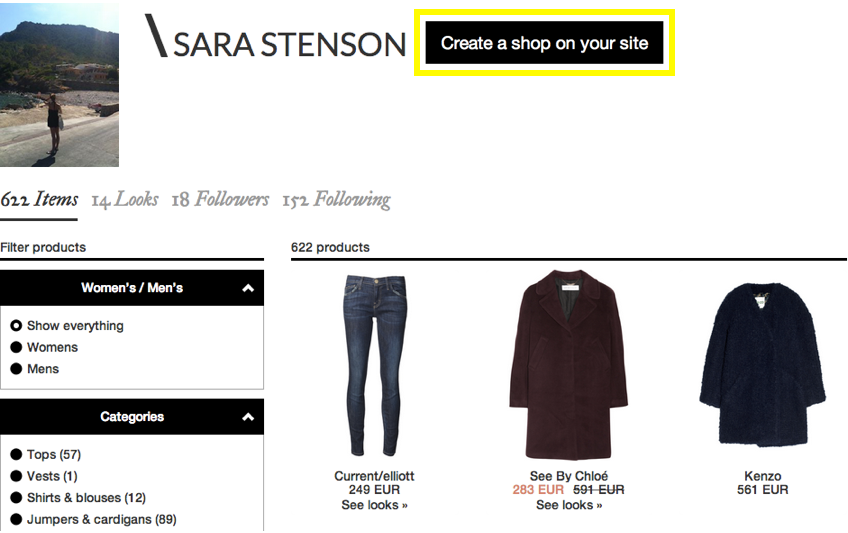 SARA STENSON
Create a shop on your site
622 Items 14 Looks 18 Followers 152 Following
Filter products
622 products
Women's / Men's
Show everything
Womens
Mens
Categories
Tops (57)
Vests (1)
Shirts & blouses (12)
Jumpers & cardigans (89)
Current/elliott
249 EUR
See looks »
See By Chloé
283 EUR 591 EUR
See looks »
Kenzo
561 EUR